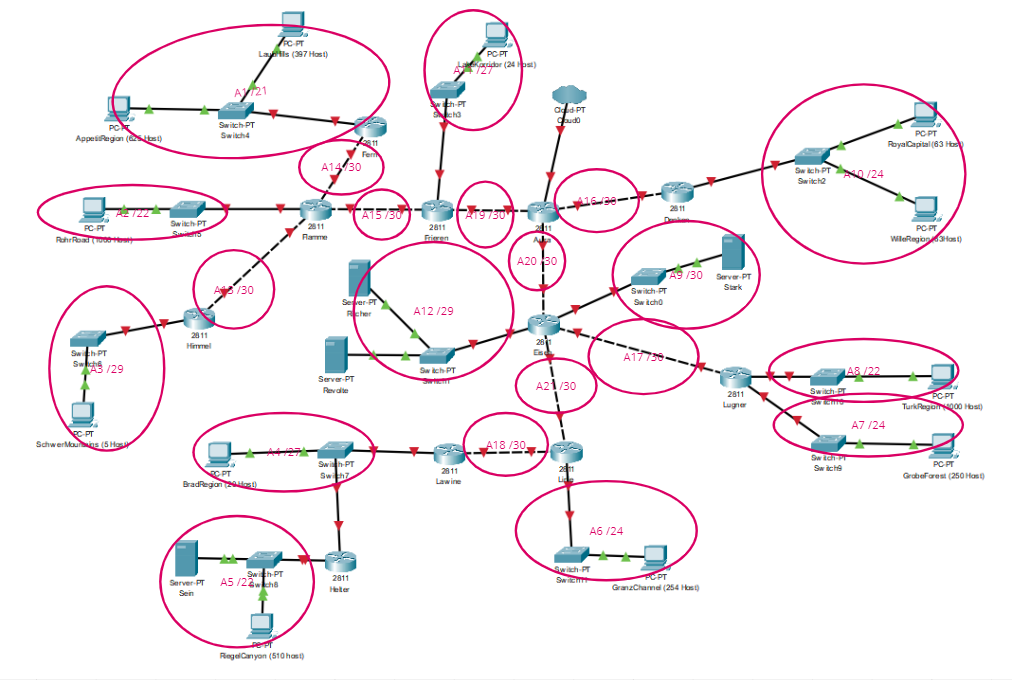 PC-PT
LaubHills (397 Host)
A1 /21
PC-PT
AppetitRegion (625 Host)
Switch-PT
Switch4
2811
Fern
PC-PT
LakeKorridor (24 Host)
A11 /27
Switch-PT
Switch3
Cloud-PT
Cloud0
PC-PT
RoyalCapital (63 Host)
Switch-PT
Switch2
A10 /24
PC-PT
WilleRegion (63Host)
A14 /30
A2 /22
PC-PT
RohrRoad (1000 Host)
Switch-PT
Switch5
2811
Flamme
A15 /30
2811
Frieren
A19 /30
2811
Aura
A16 /30
2811
Denken
A13 /30
A20 /30
Switch-PT
Switch0
A9 /30
Server-PT
Stark
Server-PT
Richer
A12 /29
2811
Eisen
2811
Himmel
Switch-PT
Switch6
A3 /29
PC-PT
SchwerMountains (5 Host)
Server-PT
Revolte
Switch-PT
Switch1
A17 /30
A21 /30
2811
Lugner
A8 /22
Switch-PT
Switch10
PC-PT
TurkRegion (1000 Host)
A7 /24
Switch-PT
Switch9
PC-PT
GrobeForest (250 Host)
PC-PT
BradRegion (20 Host)
A4 /27
Switch-PT
Switch7
2811
Lawine
A18 /30
2811
Server-PT
Sein
A5 /22
Switch-PT
Switch8
2811
Heiter
PC-PT
RiegelCanyon (510 host)
A6 /24
Switch-PT
Switch11
PC-PT
GranzChannel (254 Host)